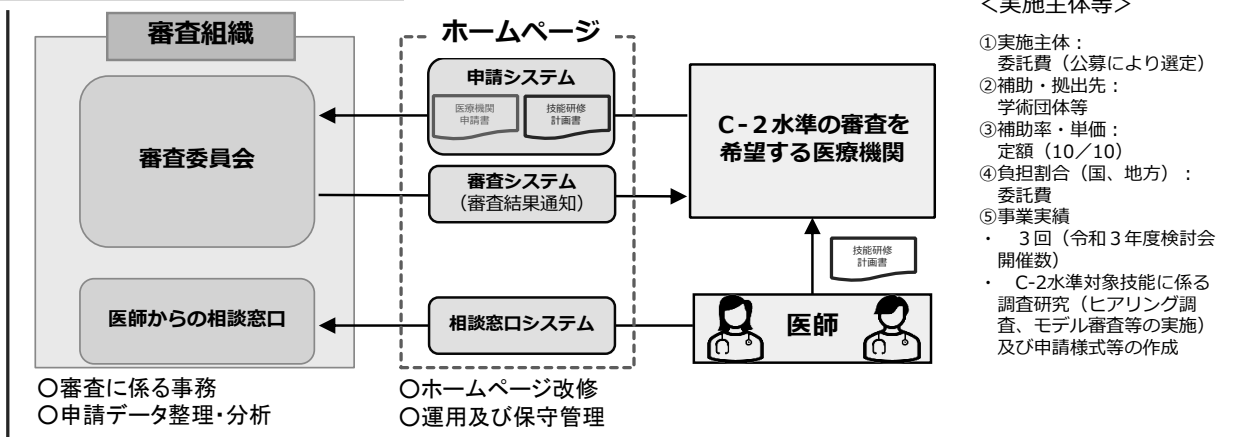 審査組織
審査委員会
医師からの相談窓口
〇審査に係る事務
〇申請データ整理・分析
ホームページ
申請システム
医療機関
申請書
技能研修
計画書
審査システム
（審査結果通知）
相談窓口システム
〇ホームページ改修
〇運用及び保守管理
C-２水準の審査を
希望する医療機関
技能研修
計画書
医師
＜実施主体等＞
①実施主体：
委託費（公募により選定）
②補助・拠出先：
学術団体等
③補助率・単価：
定額（10／10）
④負担割合（国、地方）：
委託費
⑤事業実績
・　３回（令和３年度検討会
開催数）
・　C-2水準対象技能に係る
調査研究（ヒアリング調
査、モデル審査等の実施）
及び申請様式等の作成